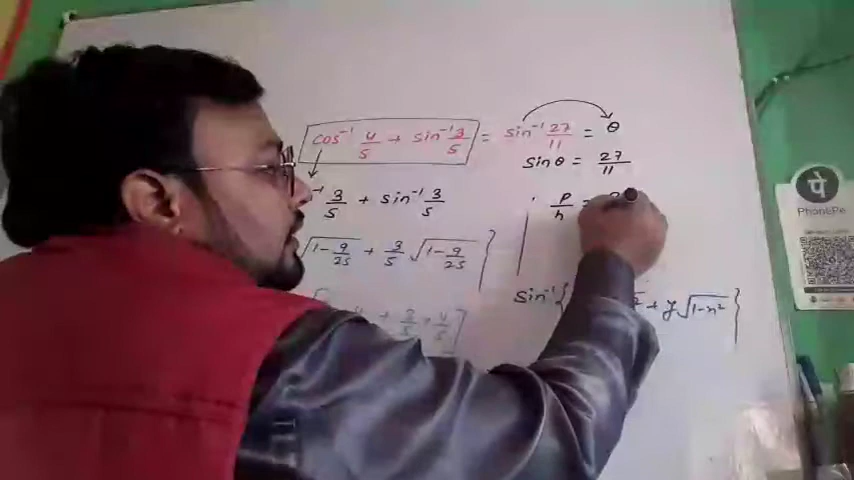 cos⁻¹ 4/5 + sin⁻¹ 3/5 = sin⁻¹ 27/11 = θ
sin θ = 27/11
⁻¹ 3/5 + sin⁻¹ 3/5
P/h =
√1-9/25 + 3/5 √1-9/25 }
sin⁻¹ { + y√1-x² }
+ 3/5 * 4/5 ]
PhonePe